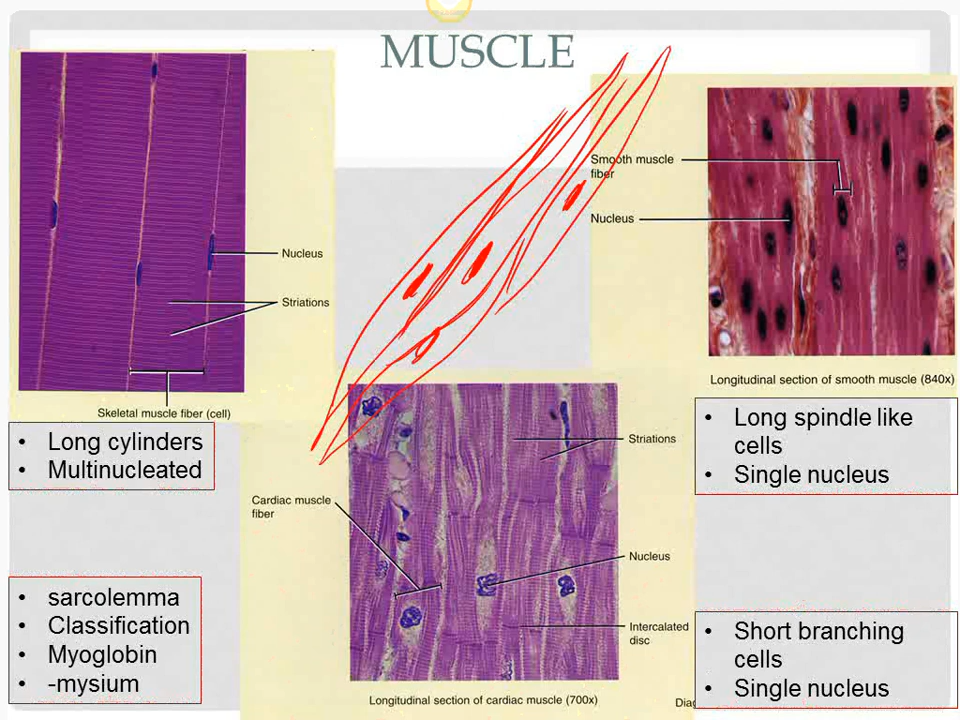 MUSCLE
Nucleus
Striations
Skeletal muscle fiber (cell)
• Long cylinders
• Multinucleated
• sarcolemma
• Classification
• Myoglobin
• -mysium
Striations
Cardiac muscle
fiber
Nucleus
Intercalated
disc
Longitudinal section of cardiac muscle (700x)
Smooth muscle
fiber
Nucleus
Longitudinal section of smooth muscle (840x)
• Long spindle like
cells
• Single nucleus
• Short branching
cells
• Single nucleus
Diag